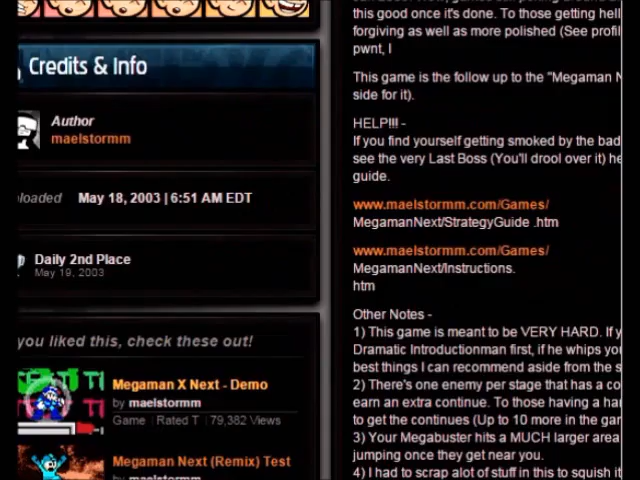 Credits & Info
Author
maelstormm
May 18, 2003 | 6:51 AM EDT
Daily 2nd Place
May 19, 2003
you liked this, check these out!
Megaman X Next - Demo
by maelstormm
Game Rated T 79,382 Views
Megaman Next (Remix) Test
this good once it's done. To those getting hell
forgiving as well as more polished (See profil
pwnt, I
This game is the follow up to the "Megaman N
side for it).
HELP!!! -
If you find yourself getting smoked by the bad
see the very Last Boss (You'll drool over it) he
guide.
www.maelstormm.com/Games/
MegamanNext/StrategyGuide .htm
www.maelstormm.com/Games/
MegamanNext/Instructions.
htm
Other Notes -
1) This game is meant to be VERY HARD. If y
Dramatic Introductionman first, if he whips yo
best things I can recommend aside from the s
2) There's one enemy per stage that has a co
earn an extra continue. To those having a ha
to get the continues (Up to 10 more in the gar
3) Your Megabuster hits a MUCH larger area
jumping once they get near you.
4) I had to scrap alot of stuff in this to squish it